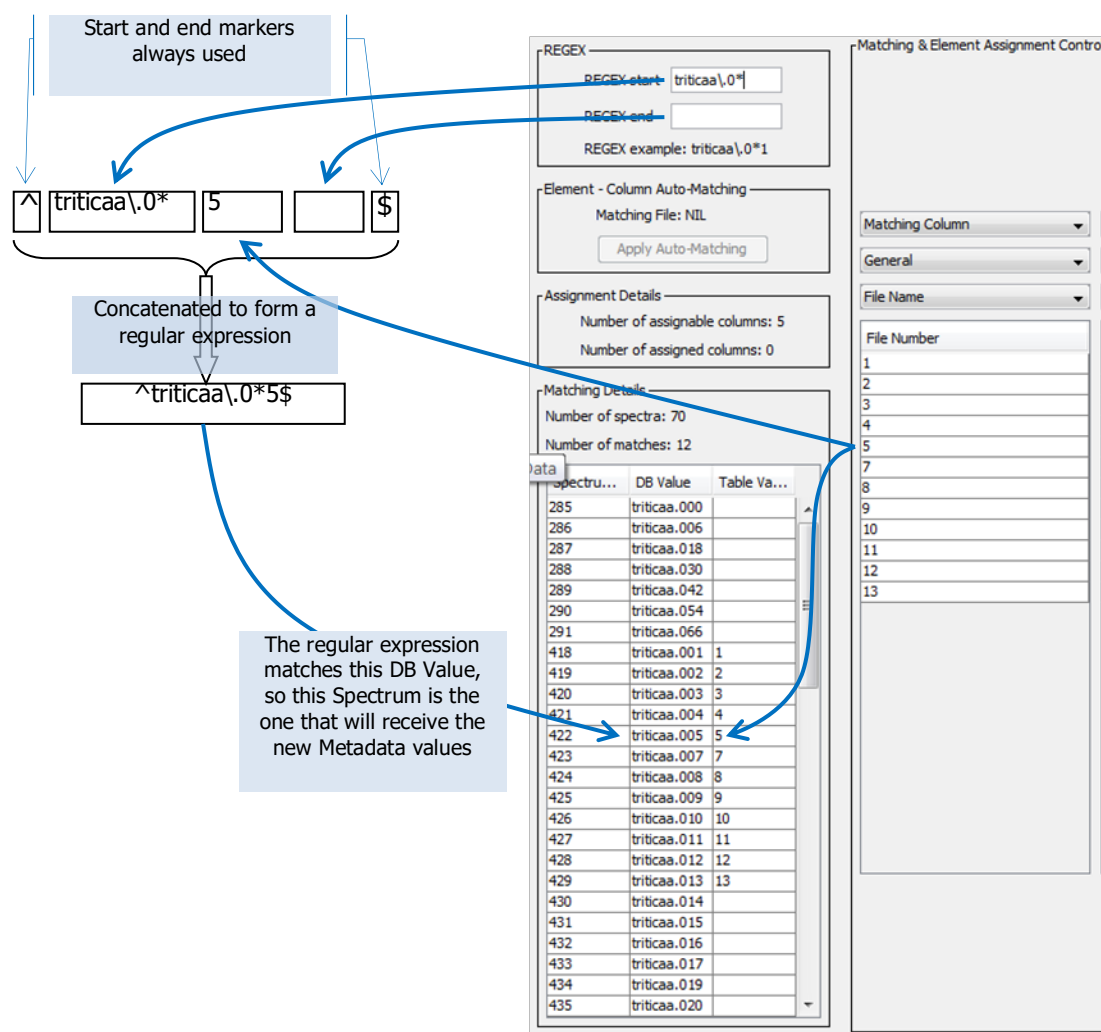 Start and end markers
always used
^
triticaa\.0*
5
$
Concatenated to form a
regular expression
^triticaa\.0*5$
The regular expression
matches this DB Value,
so this Spectrum is the
one that will receive the
new Metadata values
REGEX
REGEX start triticaa\.0*
REGEX end
REGEX example: triticaa\.0*1
Element - Column Auto-Matching
Matching File: NIL
Apply Auto-Matching
Assignment Details
Number of assignable columns: 5
Number of assigned columns: 0
Matching Details
Number of spectra: 70
Number of matches: 12
Data
Spectru... DB Value Table Va...
285 triticaa.000
286 triticaa.006
287 triticaa.018
288 triticaa.030
289 triticaa.042
290 triticaa.054
291 triticaa.066
418 triticaa.001 1
419 triticaa.002 2
420 triticaa.003 3
421 triticaa.004 4
422 triticaa.005 5
423 triticaa.007 7
424 triticaa.008 8
425 triticaa.009 9
426 triticaa.010 10
427 triticaa.011 11
428 triticaa.012 12
429 triticaa.013 13
430 triticaa.014
431 triticaa.015
432 triticaa.016
433 triticaa.017
434 triticaa.019
435 triticaa.020
Matching & Element Assignment Contro
Matching Column
General
File Name
File Number
1
2
3
4
5
7
8
9
10
11
12
13